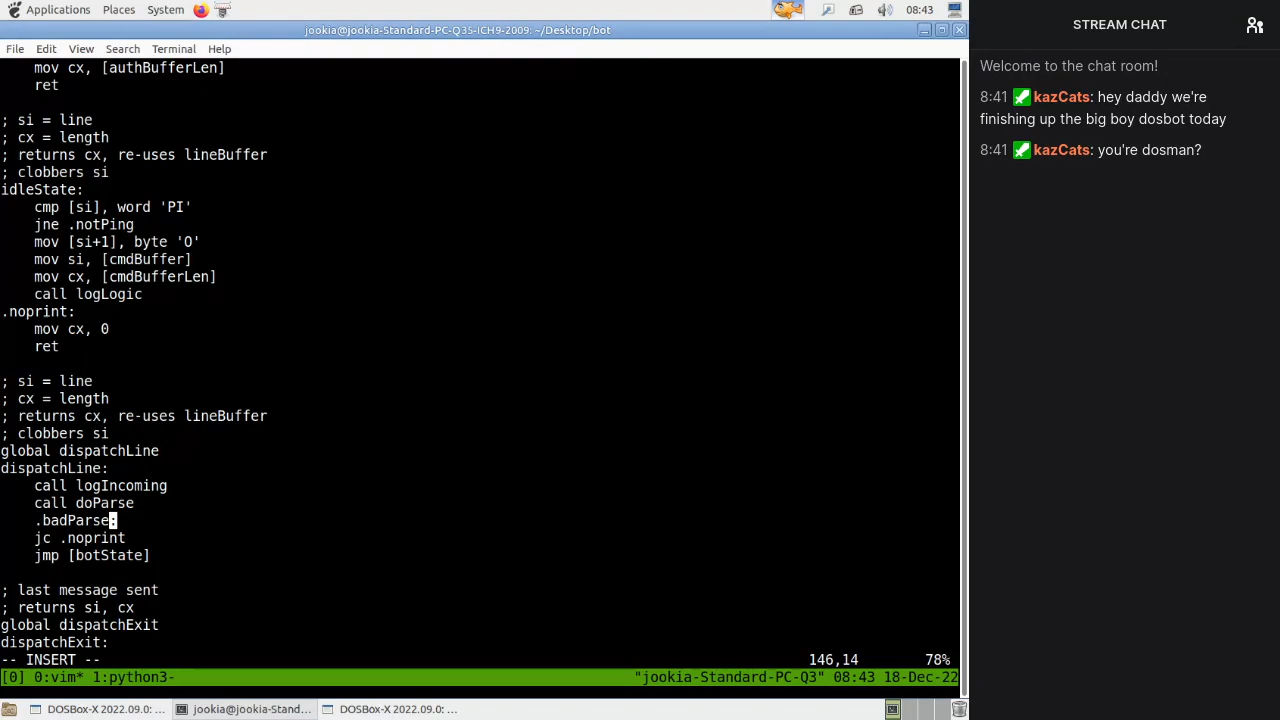 Applications Places System 08:43
jookia@jookia-Standard-PC-Q35-ICH9-2009: ~/Desktop/bot
File Edit View Search Terminal Help
mov cx, [authBufferLen]
ret
; si = line
; cx = length
; returns cx, re-uses lineBuffer
; clobbers si
idleState:
cmp [si], word 'PI'
jne .notPing
mov [si+1], byte 'O'
mov si, [cmdBuffer]
mov cx, [cmdBufferLen]
call logLogic
.noprint:
mov cx, 0
ret
; si = line
; cx = length
; returns cx, re-uses lineBuffer
; clobbers si
global dispatchLine
dispatchLine:
call logIncoming
call doParse
.badParse:
jc .noprint
jmp [botState]
; last message sent
; returns si, cx
global dispatchExit
dispatchExit:
-- INSERT -- 146,14 78%
[0] 0:vim* 1:python3- "jookia-Standard-PC-Q3" 08:43 18-Dec-22
DOSBox-X 2022.09.0: ... jookia@jookia-Stand... DOSBox-X 2022.09.0: ...
STREAM CHAT
Welcome to the chat room!
8:41 kazCats: hey daddy we're
finishing up the big boy dosbot today
8:41 kazCats: you're dosman?